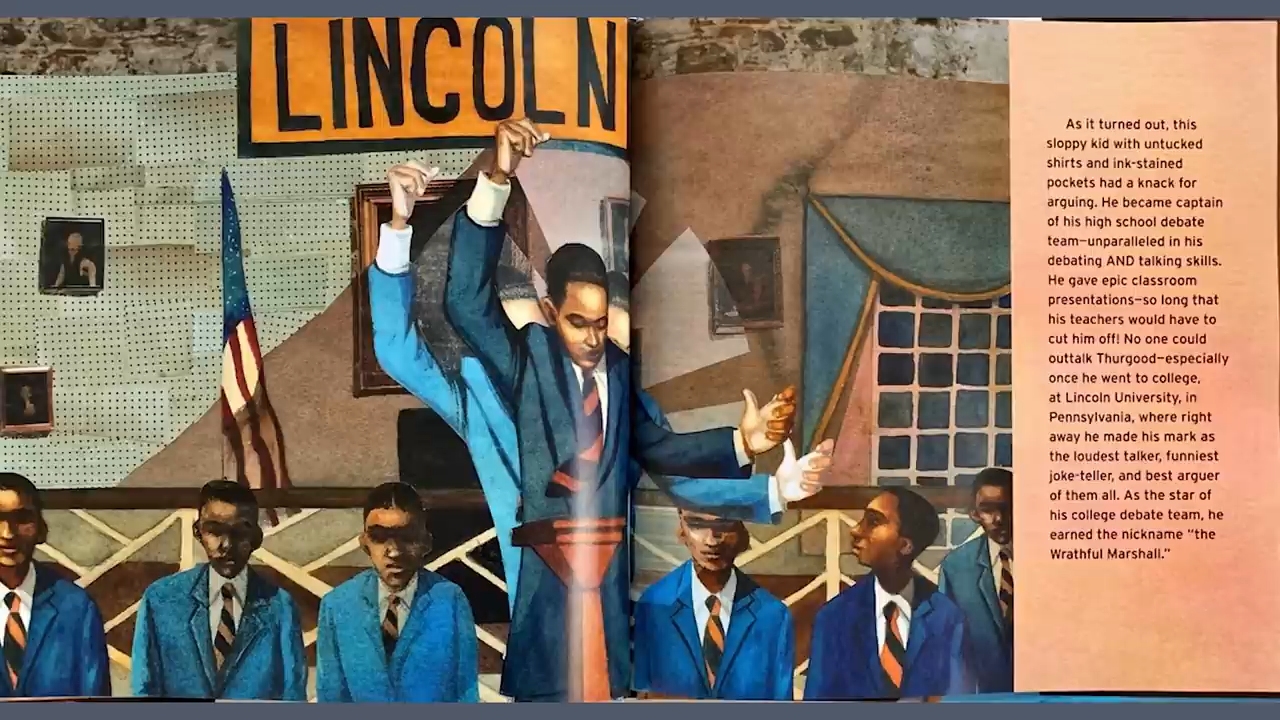 LINCOLN
As it turned out, this
sloppy kid with untucked
shirts and ink-stained
pockets had a knack for
arguing. He became captain
of his high school debate
team—unparalleled in his
debating AND talking skills.
He gave epic classroom
presentations—so long that
his teachers would have to
cut him off! No one could
outtalk Thurgood—especially
once he went to college,
at Lincoln University, in
Pennsylvania, where right
away he made his mark as
the loudest talker, funniest
joke-teller, and best arguer
of them all. As the star of
his college debate team, he
earned the nickname “the
Wrathful Marshall.”